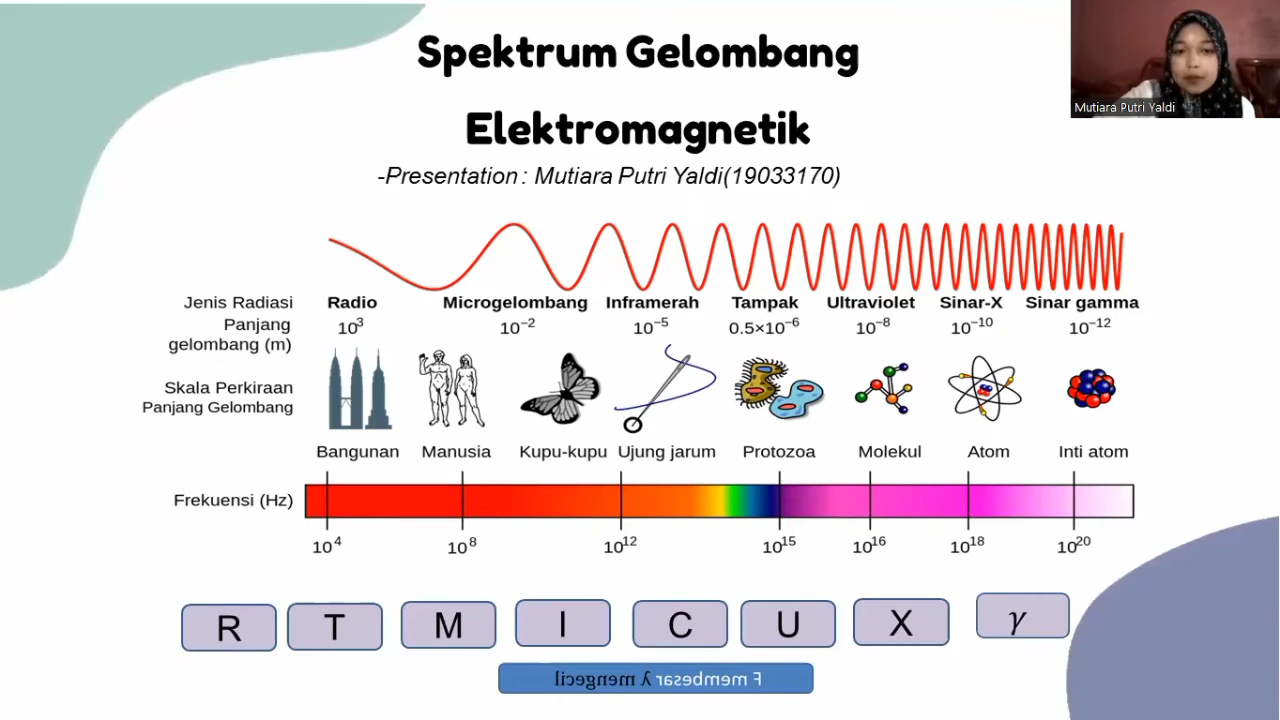 Spektrum Gelombang
Elektromagnetik
-Presentation : Mutiara Putri Yaldi(19033170)
Mutiara Putri Yaldi
Jenis Radiasi Radio Microgelombang Inframerah Tampak Ultraviolet Sinar-X Sinar gamma
Panjang gelombang (m) 10³ 10⁻² 10⁻⁵ 0.5×10⁻⁶ 10⁻⁸ 10⁻¹⁰ 10⁻¹²
Skala Perkiraan
Panjang Gelombang
Bangunan Manusia Kupu-kupu Ujung jarum Protozoa Molekul Atom Inti atom
Frekuensi (Hz)
10⁴ 10⁸ 10¹² 10¹⁵ 10¹⁶ 10¹⁸ 10²⁰
R T M I C U X γ
F membesar λ mengecil